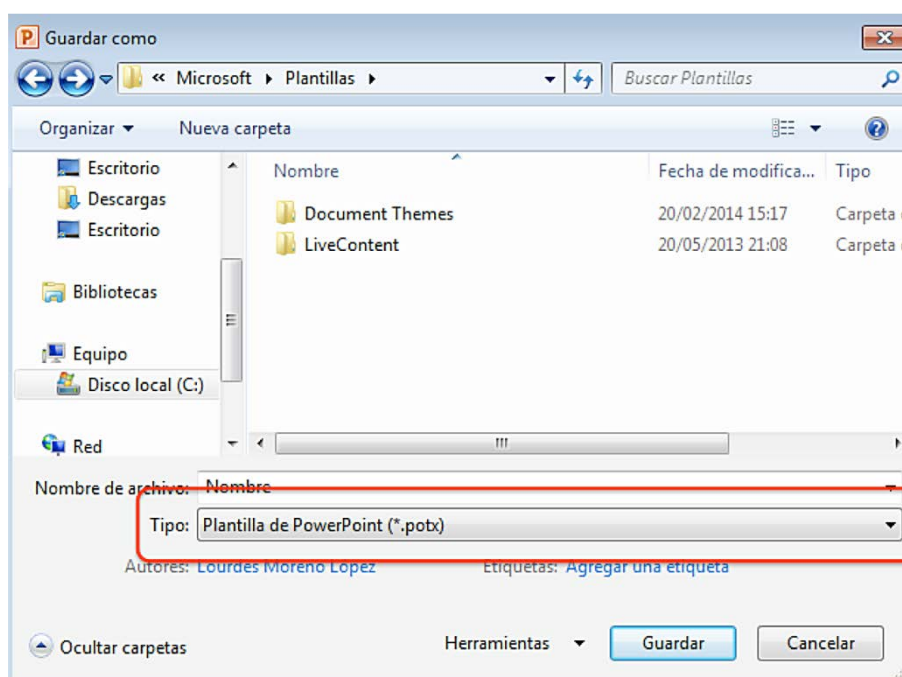 Guardar como
« Microsoft Plantillas
Buscar Plantillas
Organizar Nueva carpeta
Nombre Fecha de modifica... Tipo
Escritorio
Descargas
Escritorio
Bibliotecas
Equipo
Disco local (C:)
Red
Document Themes 20/02/2014 15:17 Carpeta
LiveContent 20/05/2013 21:08 Carpeta
Nombre de archivo: Nombre
Tipo: Plantilla de PowerPoint (*.potx)
Autores: Lourdes Moreno López Etiquetas: Agregar una etiqueta
Ocultar carpetas Herramientas Guardar Cancelar